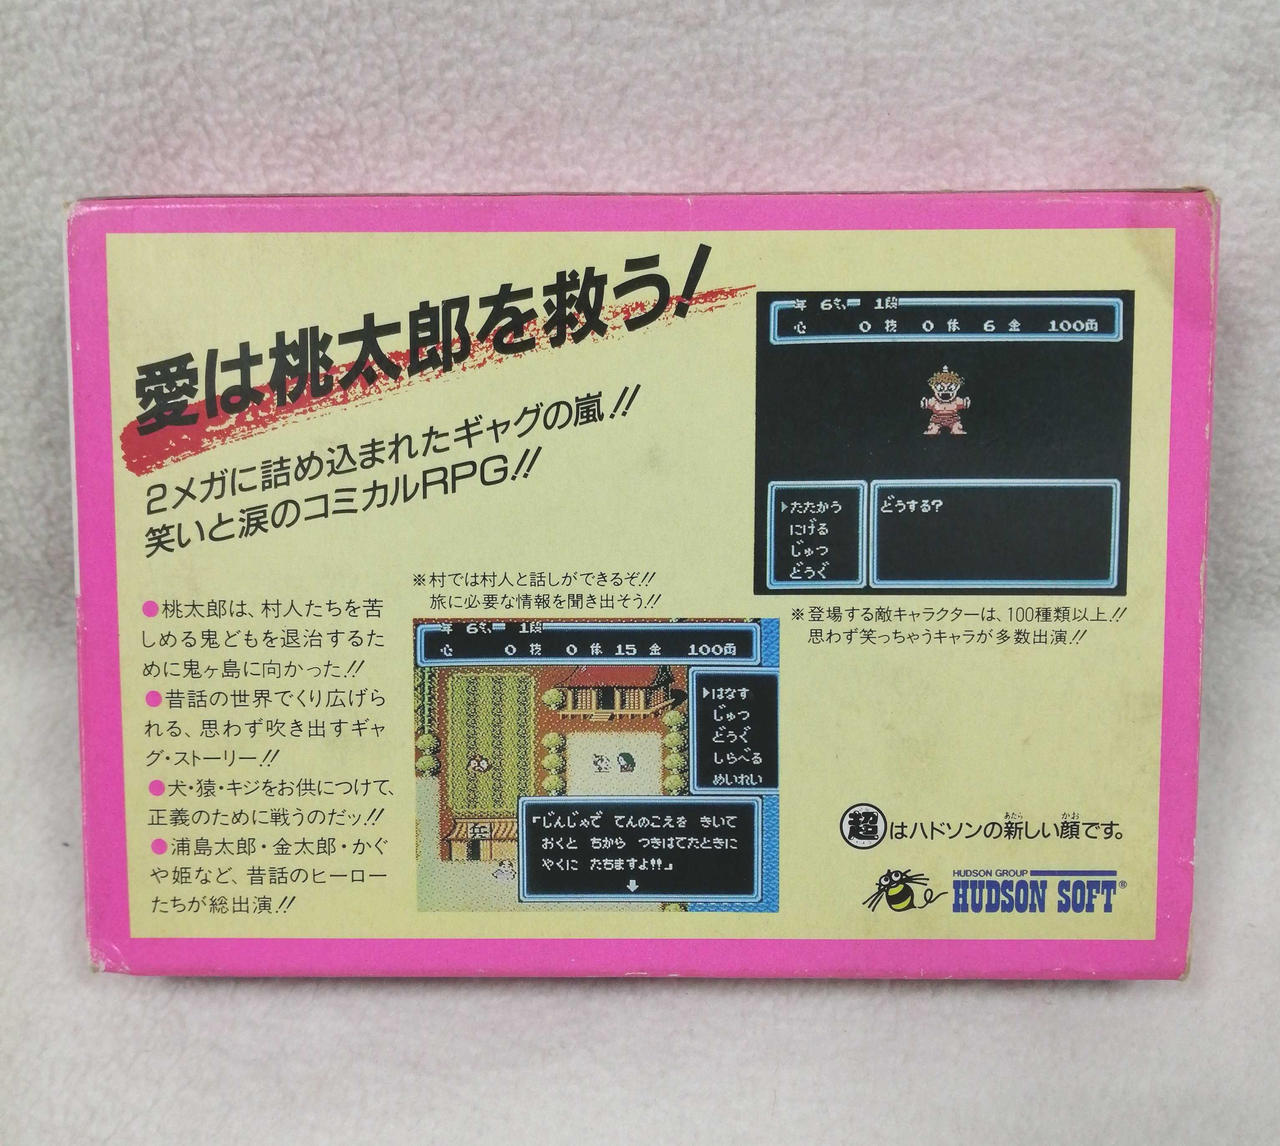 愛は桃太郎を救う!
2メガに詰め込まれたギャグの嵐!!
笑いと涙のコミカルRPG!!
●桃太郎は、村人たちを苦
しめる鬼どもを退治するた
めに鬼ヶ島に向かった!!
●昔話の世界でくり広げら
れる、思わず吹き出すギャ
グ・ストーリー!!
●犬・猿・キジをお供につけて、
正義のために戦うのだッ!!
●浦島太郎・金太郎・かぐ
や姫など、昔話のヒーロー
たちが総出演!!
※村では村人と話しができるぞ!!
旅に必要な情報を聞き出そう!!
年 6 1段
心 0 技 0 体 15 金 100両
▶はなす
じゅつ
どうぐ
しらべる
めいれい
兵
「じんじゃで てんのこえを きいて
おくと ちから つきはてたときに
やくに たちますよ!!」
年 6 1段
心 0 技 0 体 6 金 100両
▶たたかう
にげる
じゅつ
どうぐ
どうする?
※登場する敵キャラクターは、100種類以上!!
思わず笑っちゃうキャラが多数出演!!
超はハドソンの新しい顔です。
あたら かお
HUDSON GROUP
HUDSON SOFT®